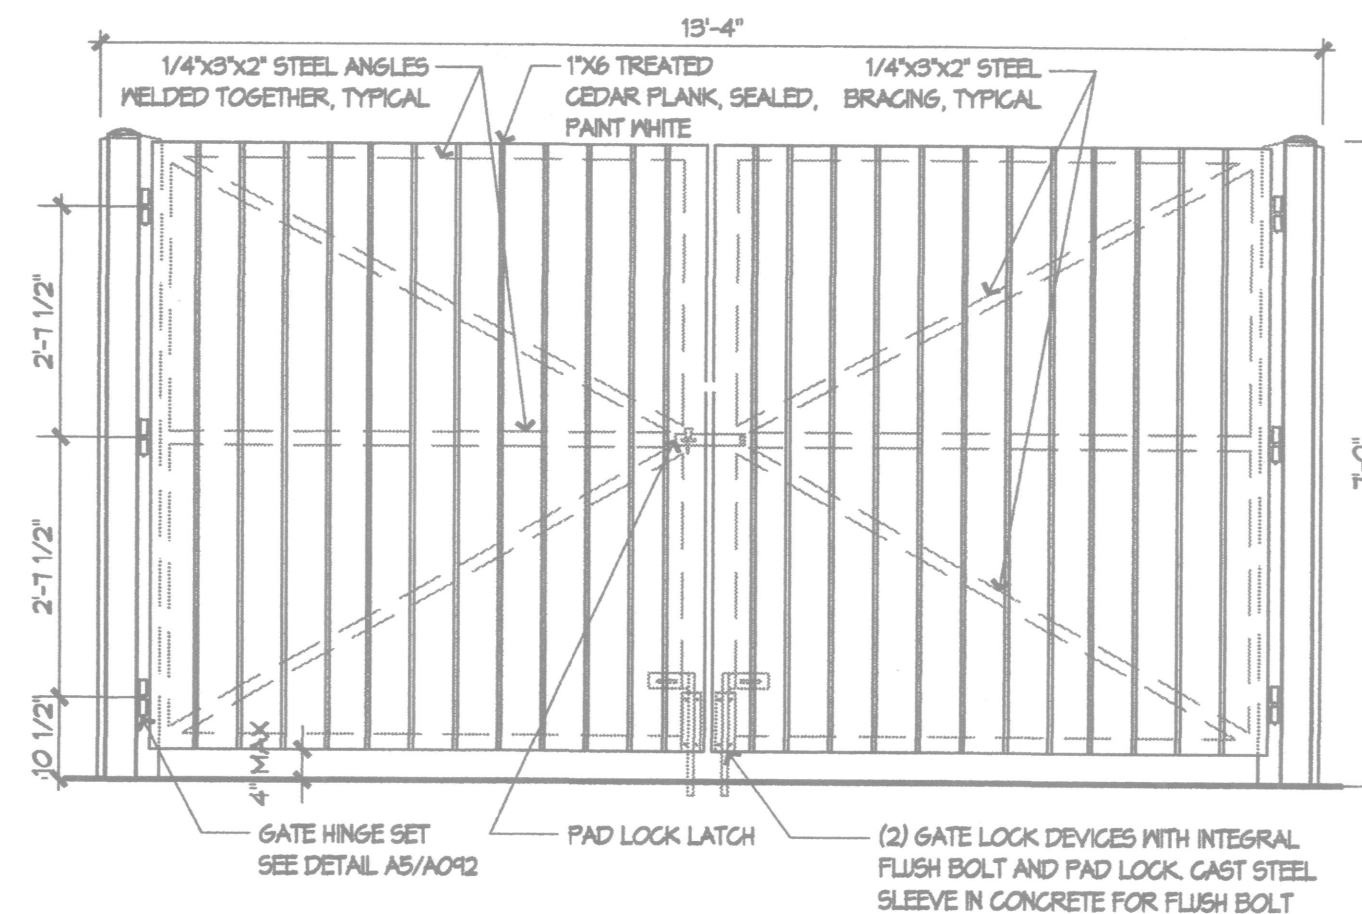 13'-4"
1/4"x3"x2" STEEL ANGLES
WELDED TOGETHER, TYPICAL
1"X6 TREATED
CEDAR PLANK, SEALED,
PAINT WHITE
1/4"x3"x2" STEEL
BRACING, TYPICAL
2'-7 1/2"
2'-7 1/2"
10 1/2"
4" MAX
GATE HINGE SET
SEE DETAIL A5/A092
PAD LOCK LATCH
(2) GATE LOCK DEVICES WITH INTEGRAL
FLUSH BOLT AND PAD LOCK. CAST STEEL
SLEEVE IN CONCRETE FOR FLUSH BOLT